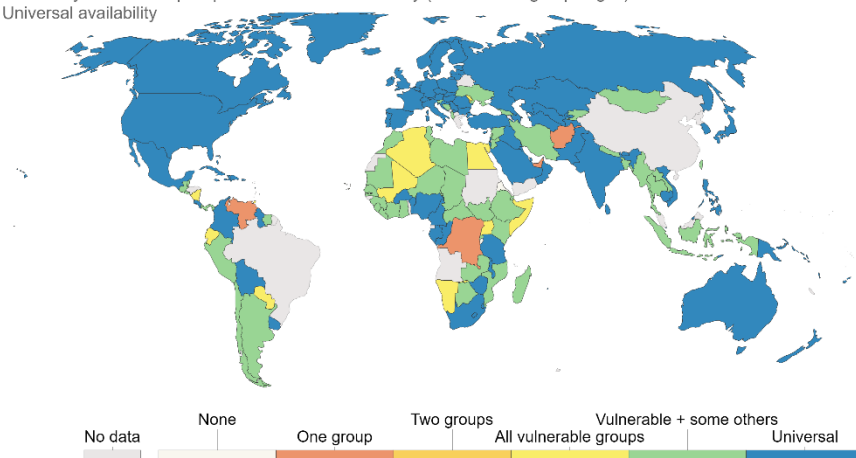 Universal availability
None
Two groups
Vulnerable + some others
No data
One group
All vulnerable groups
Universal